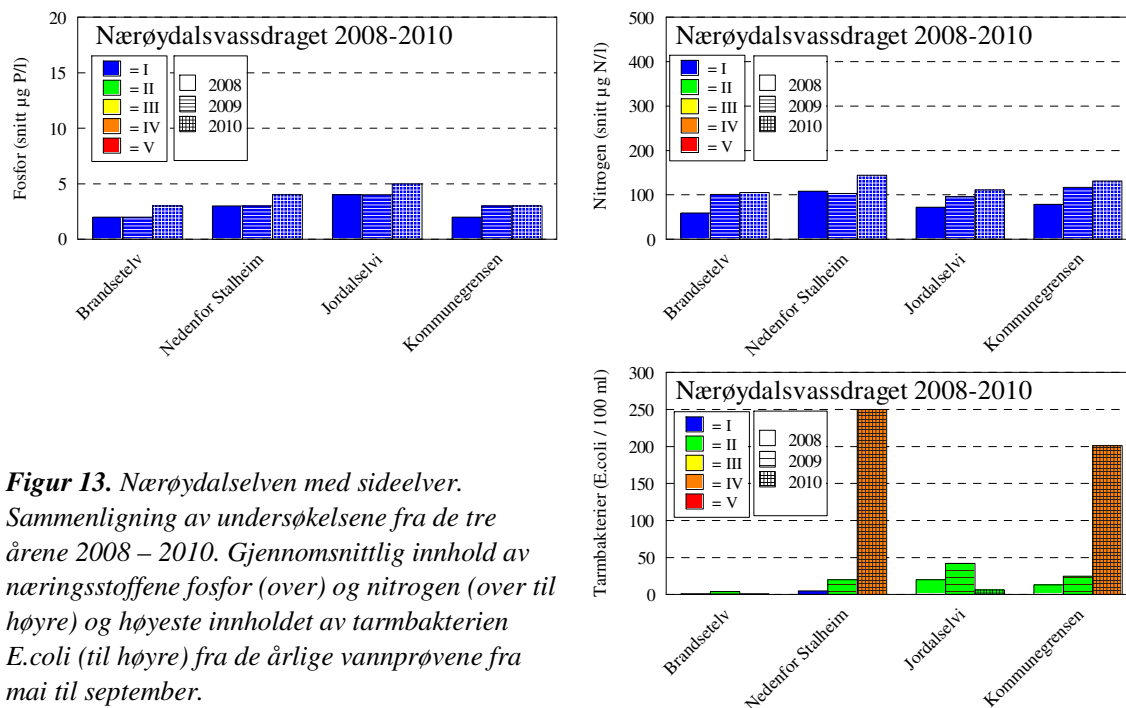 Nærøydalsvassdraget 2008-2010
20
15
10
5
0
Fosfor (snitt µg P/l)
= I
= II
= III
= IV
= V
2008
2009
2010
Brandsetelv
Nedenfor Stalheim
Jordalselvi
Kommunegrensen
Nærøydalsvassdraget 2008-2010
500
400
300
200
100
0
Nitrogen (snitt µg N/l)
= I
= II
= III
= IV
= V
2008
2009
2010
Brandsetelv
Nedenfor Stalheim
Jordalselvi
Kommunegrensen
Nærøydalsvassdraget 2008-2010
300
250
200
150
100
50
0
Tarmbakterier (E.coli / 100 ml)
= I
= II
= III
= IV
= V
2008
2009
2010
Brandsetelv
Nedenfor Stalheim
Jordalselvi
Kommunegrensen
Figur 13. Nærøydalselven med sideelver.
Sammenligning av undersøkelsene fra de tre
årene 2008 – 2010. Gjennomsnittlig innhold av
næringsstoffene fosfor (over) og nitrogen (over til
høyre) og høyeste innholdet av tarmbakterien
E.coli (til høyre) fra de årlige vannprøvene fra
mai til september.